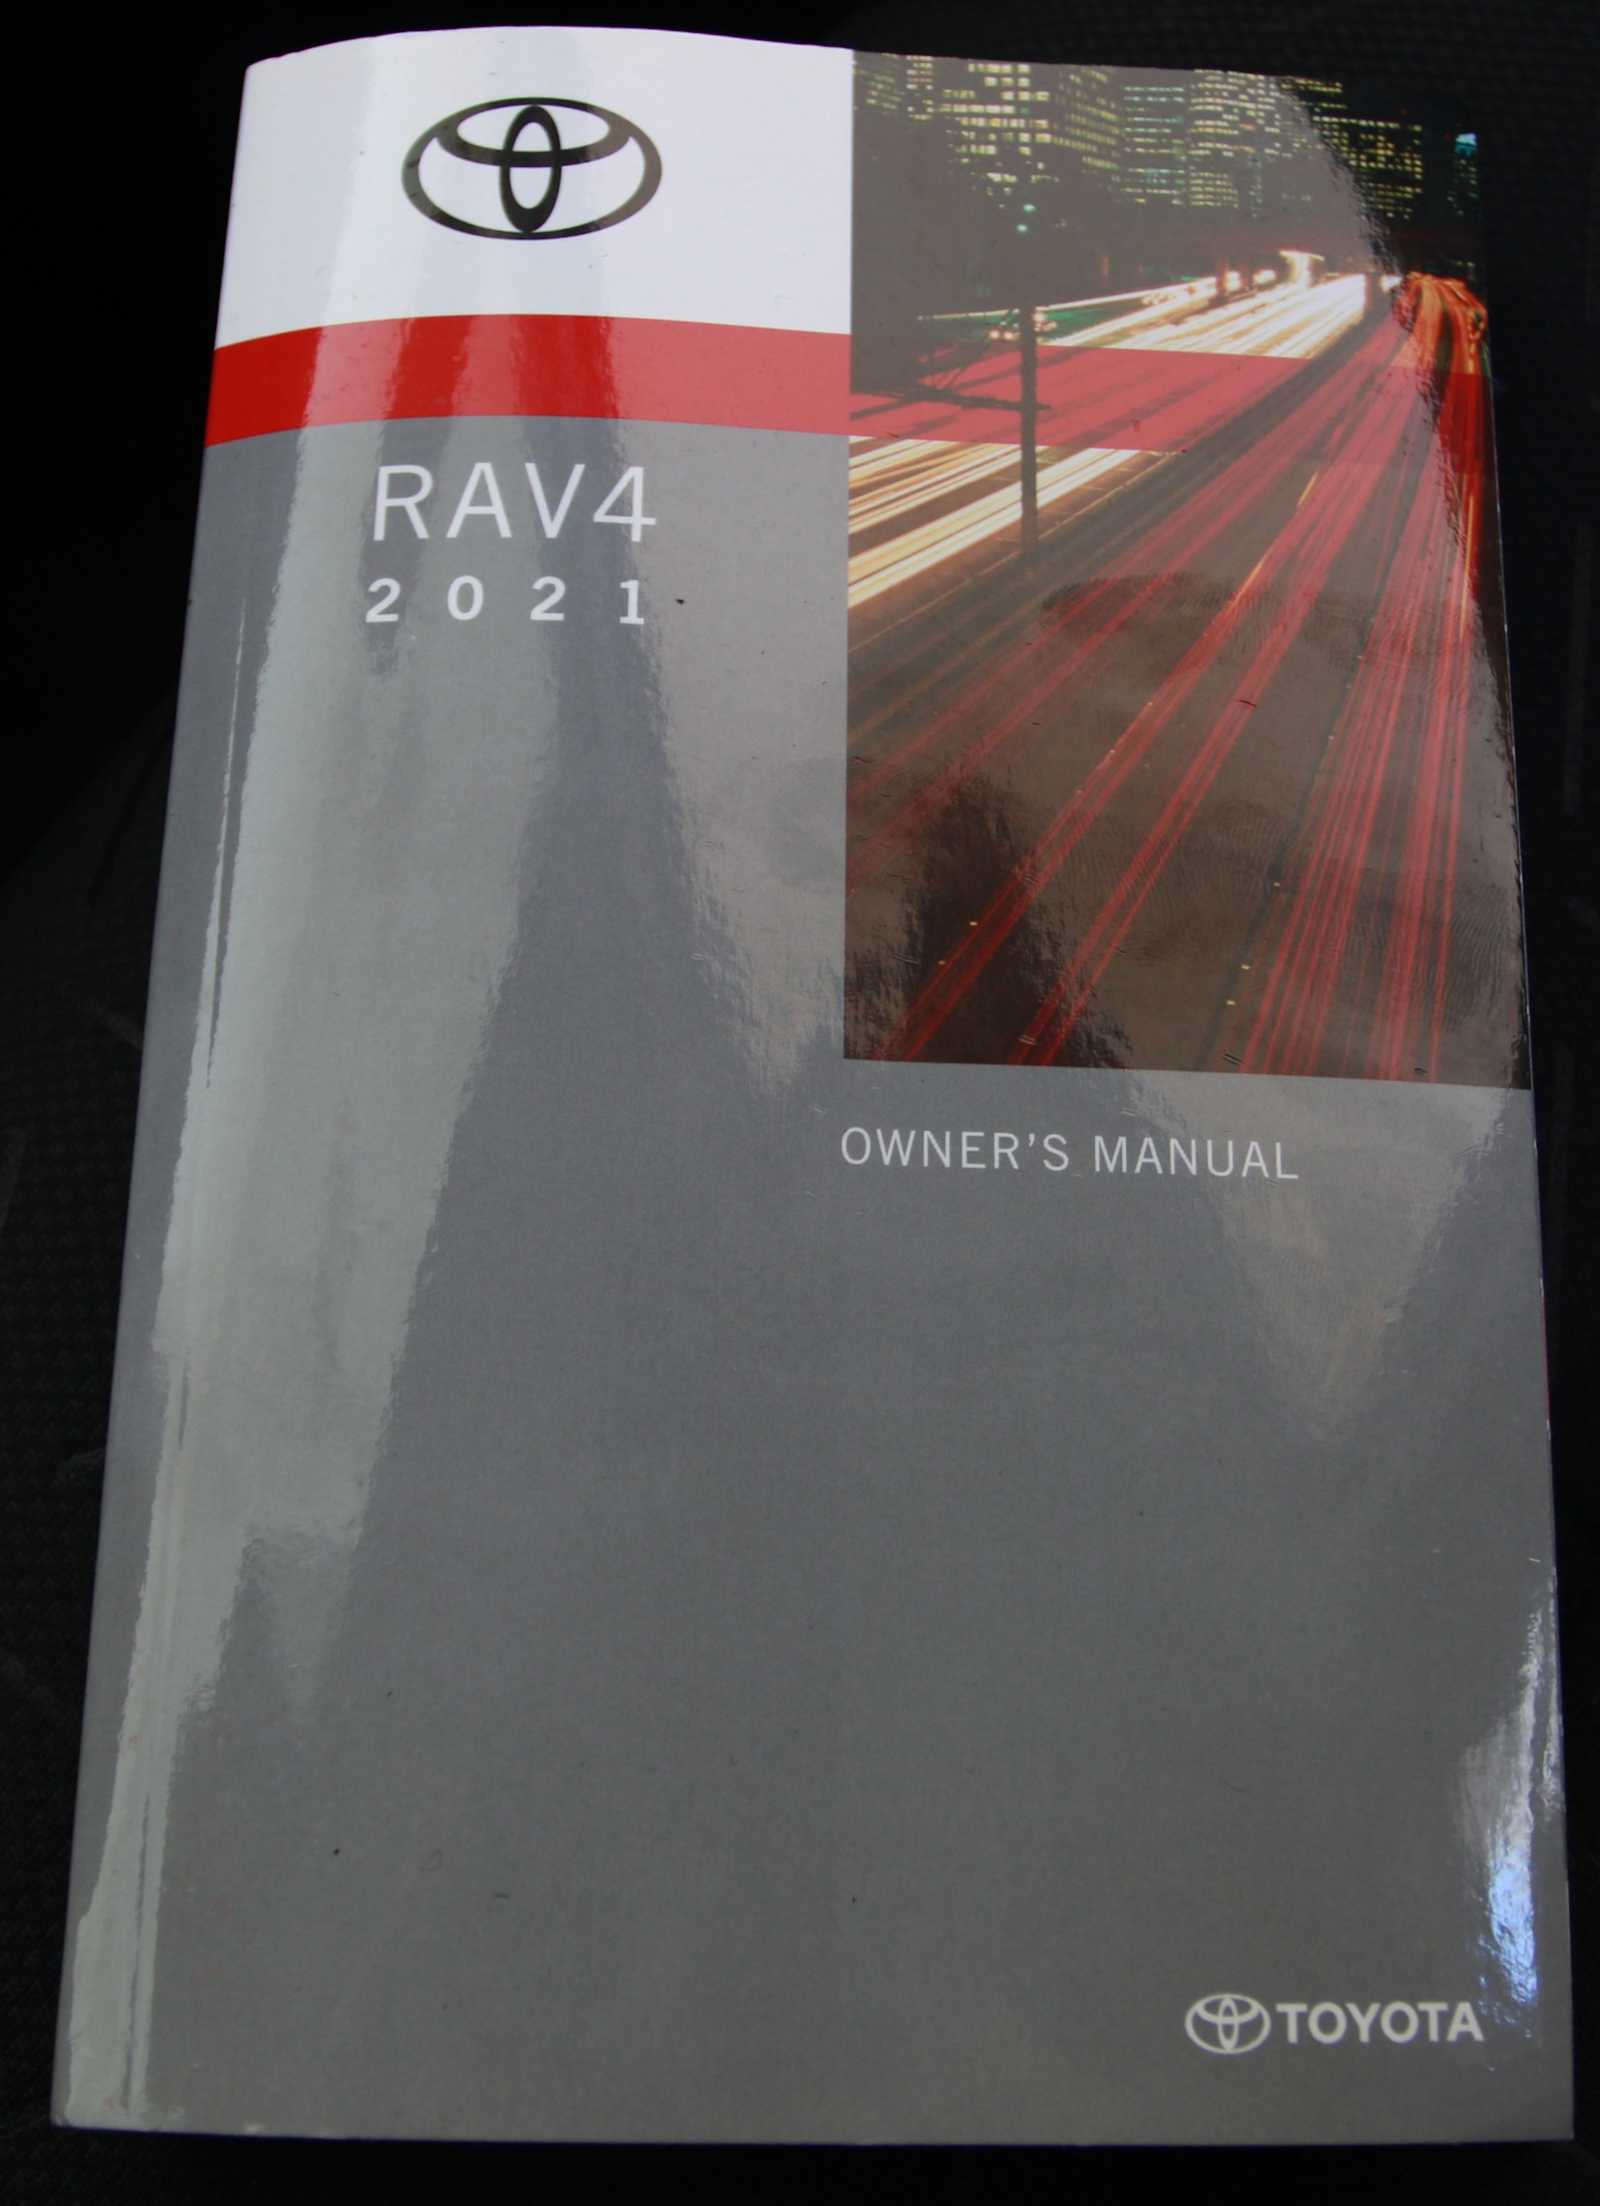 RAV4
2021
OWNER'S MANUAL
TOYOTA